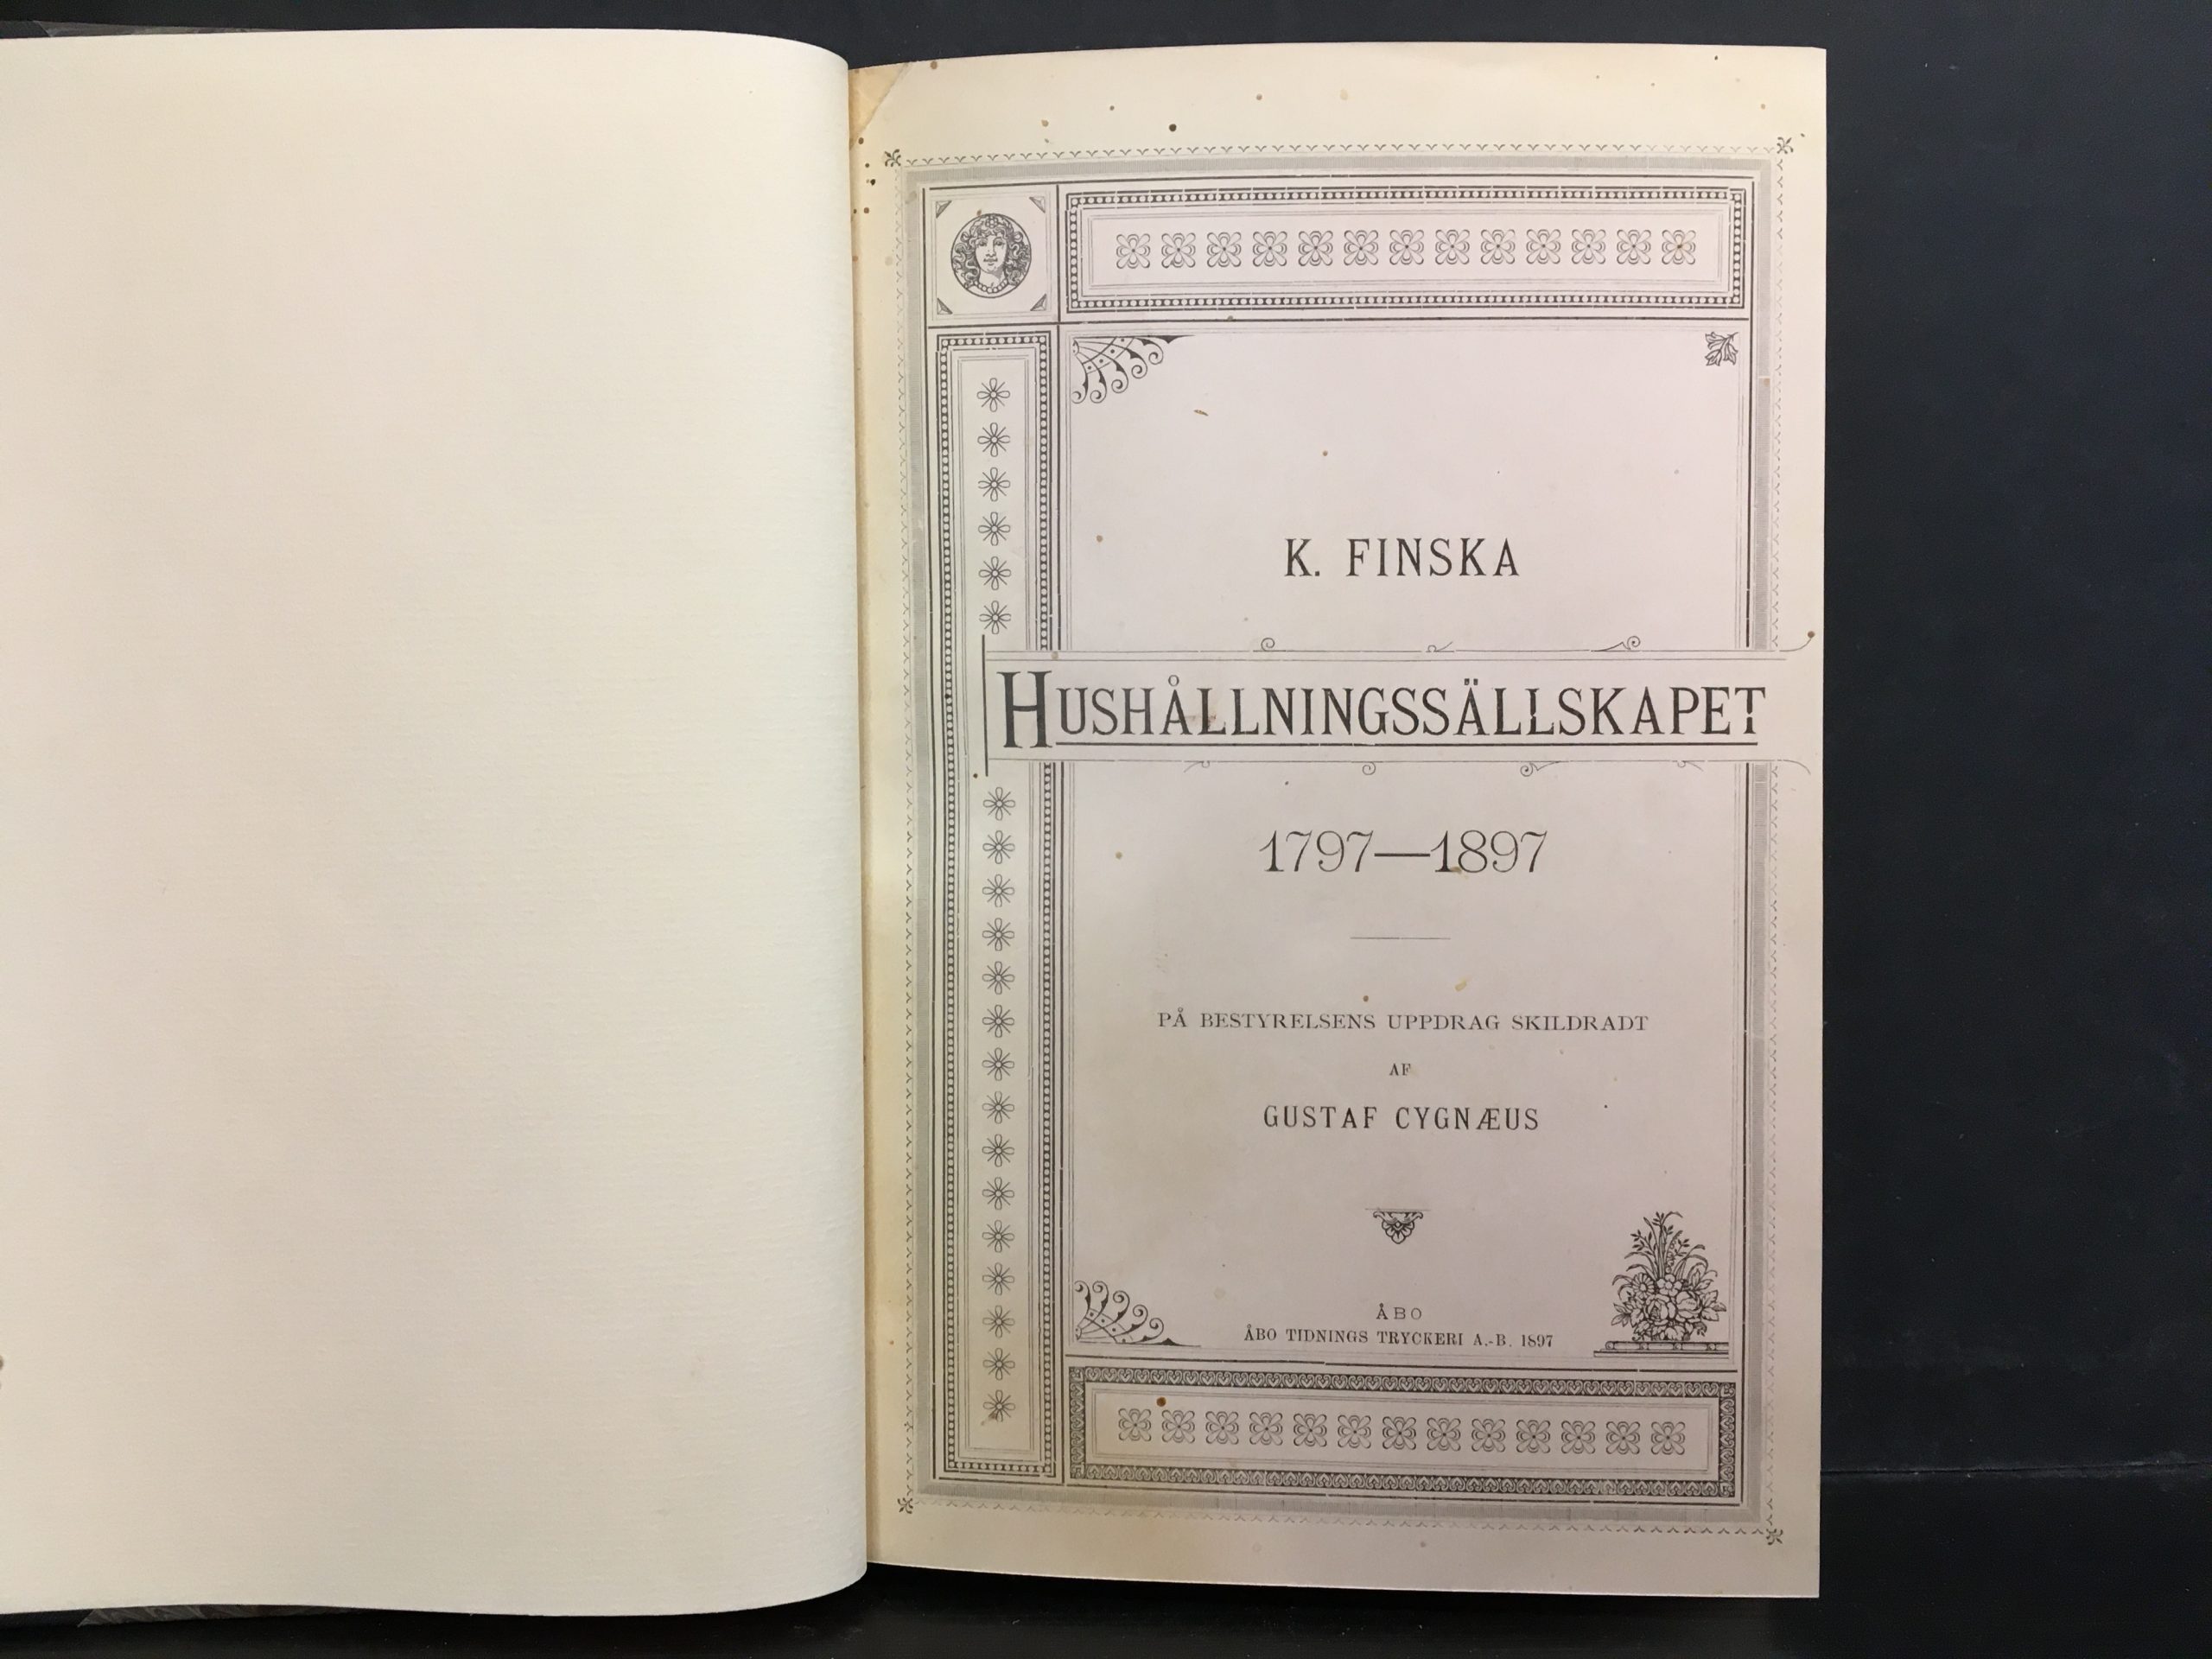 K. FINSKA
HUSHÅLLNINGSSÄLLSKAPET
1797—1897
PÅ BESTYRELSENS UPPDRAG SKILDRADT
AF
GUSTAF CYGNÆUS
ÅBO
ÅBO TIDNINGS TRYCKERI A.-B. 1897